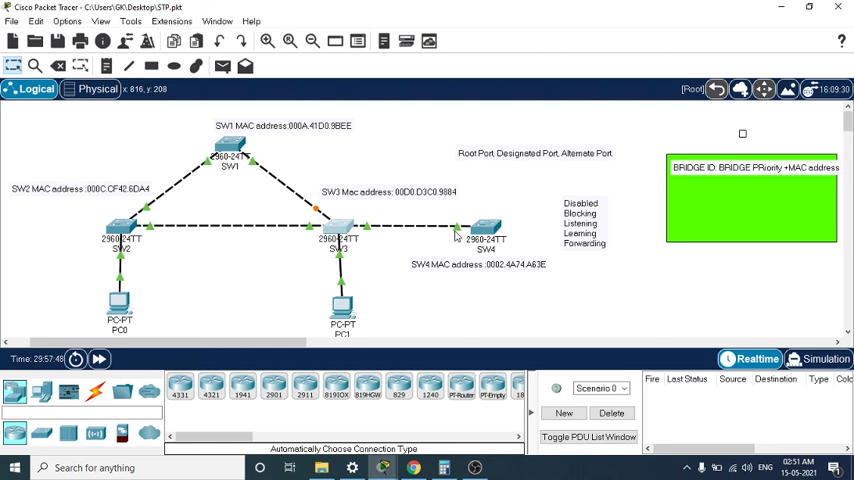 Cisco Packet Tracer - C:\Users\GK\Desktop\STP.pkt
File Edit Options View Tools Extensions Window Help
Logical Physical x: 816, y: 208 [Root] 16:09:30
SW1 MAC address:000A.41D0.9BEE
2960-24TT
SW1
Root Port, Designated Port, Alternate Port
BRIDGE ID: BRIDGE PRiority +MAC address
SW2 MAC address :000C.CF42.6DA4
SW3 Mac address: 00D0.D3C0.9884
Disabled
Blocking
Listening
Learning
Forwarding
2960-24TT
SW2
2960-24TT
SW3
2960-24TT
SW4
SW4 MAC address :0002.4A74.A63E
PC-PT
PC0
PC-PT
PC1
Time: 29:57:48 Realtime Simulation
4331 4321 1941 2901 2911 819IOX 819HGW 829 1240 PT-Router PT-Empty
Scenario 0
New Delete
Toggle PDU List Window
Fire Last Status Source Destination Type
Automatically Choose Connection Type
Type here to search
ENG
02:51 AM
15-05-2021